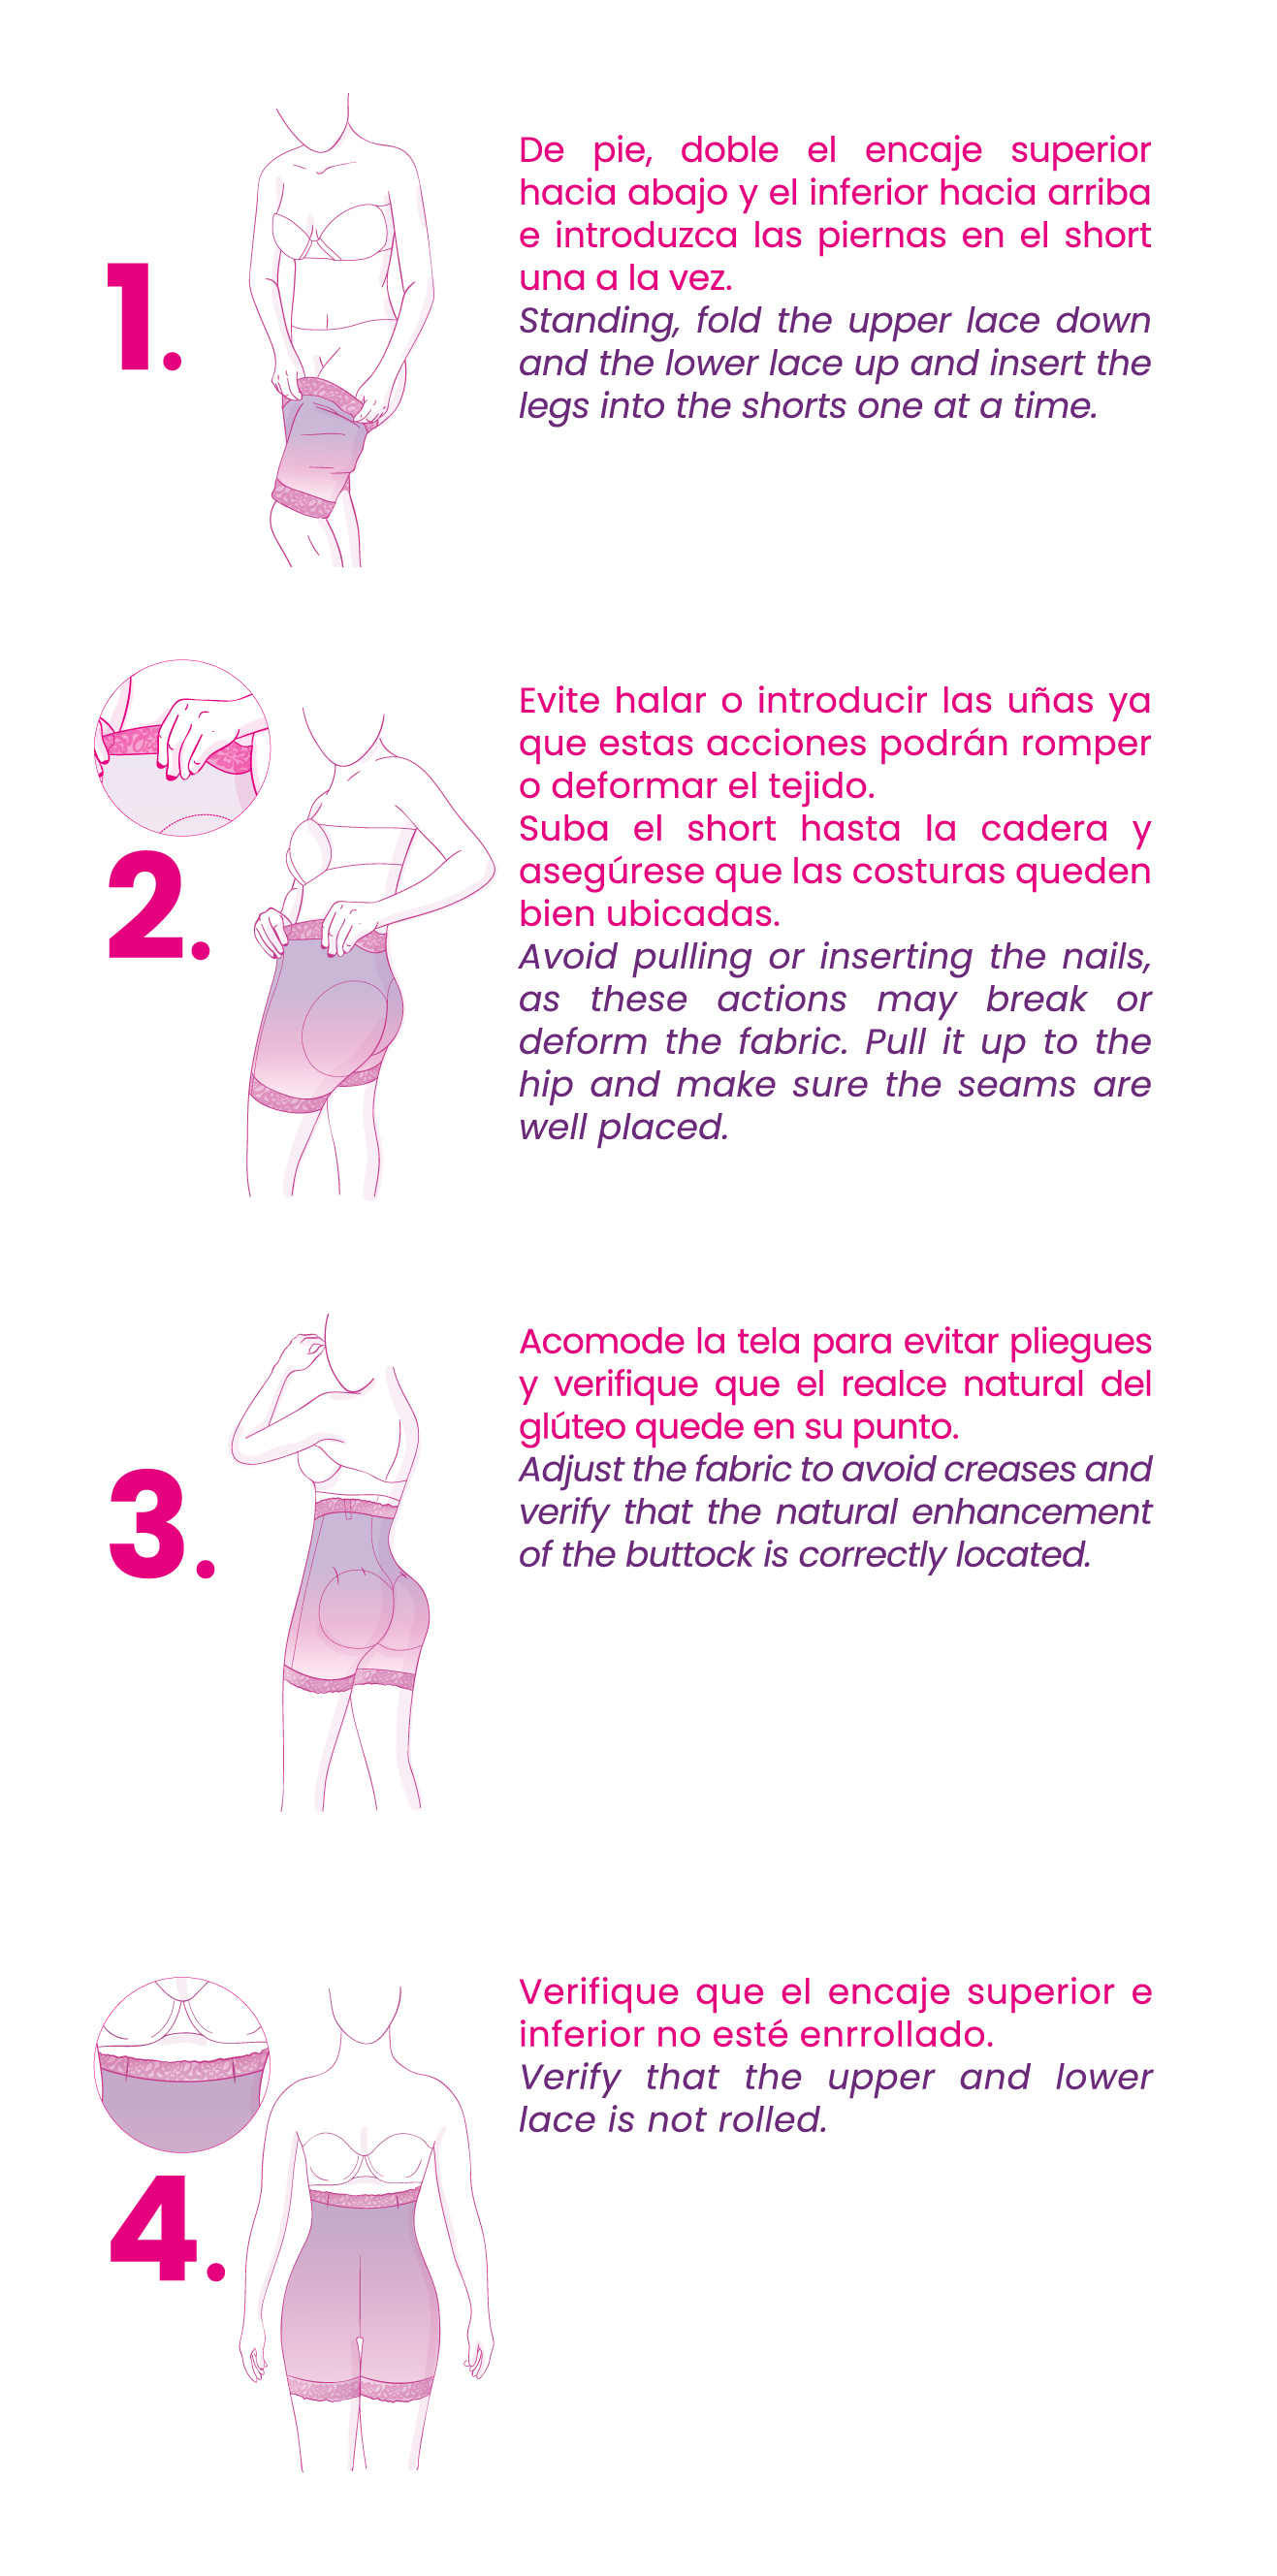 1.
De pie, doble el encaje superior
hacia abajo y el inferior hacia arriba
e introduzca las piernas en el short
una a la vez.
Standing, fold the upper lace down
and the lower lace up and insert the
legs into the shorts one at a time.
2.
Evite halar o introducir las uñas ya
que estas acciones podrán romper
o deformar el tejido.
Suba el short hasta la cadera y
asegúrese que las costuras queden
bien ubicadas.
Avoid pulling or inserting the nails,
as these actions may break or
deform the fabric. Pull it up to the
hip and make sure the seams are
well placed.
3.
Acomode la tela para evitar pliegues
y verifique que el realce natural del
glúteo quede en su punto.
Adjust the fabric to avoid creases and
verify that the natural enhancement
of the buttock is correctly located.
4.
Verifique que el encaje superior e
inferior no esté enrrollado.
Verify that the upper and lower
lace is not rolled.